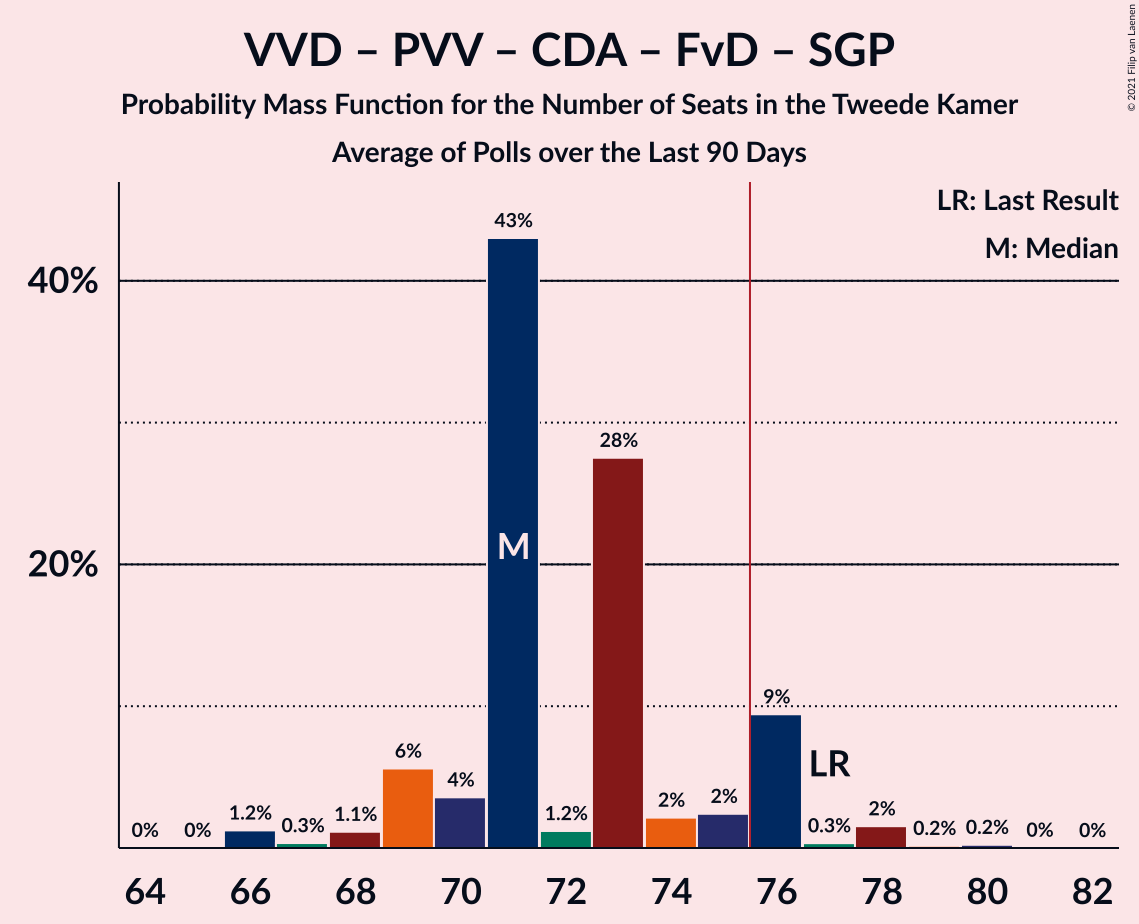 VVD – PVV – CDA – FvD – SGP
Probability Mass Function for the Number of Seats in the Tweede Kamer
Average of Polls over the Last 90 Days
© 2021 Filip van Laenen
LR: Last Result
M: Median
40%
20%
0%
0%
1.2%
0.3%
1.1%
6%
4%
43%
M
1.2%
28%
2%
2%
9%
LR
0.3%
2%
0.2%
0.2%
0%
0%
64 66 68 70 72 74 76 78 80 82